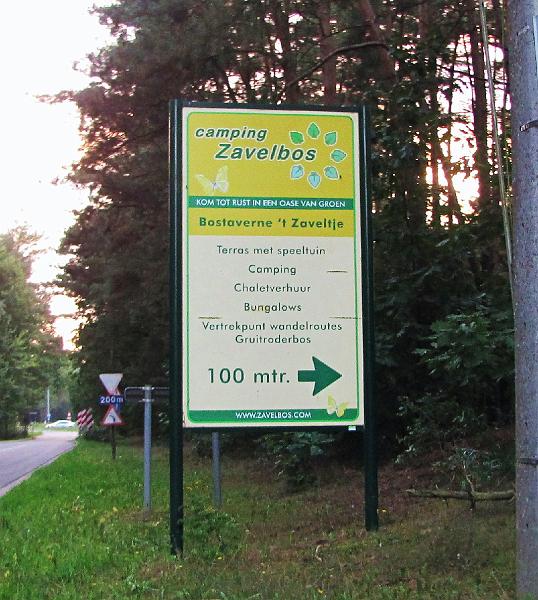 camping
Zavelbos
KOM TOT RUST IN EEN OASE VAN GROEN
Bostaverne 't Zaveltje
Terras met speeltuin
Camping
Chaletverhuur
Bungalows
Vertrekpunt wandelroutes
Gruitroderbos
100 mtr.
WWW.ZAVELBOS.COM
200m